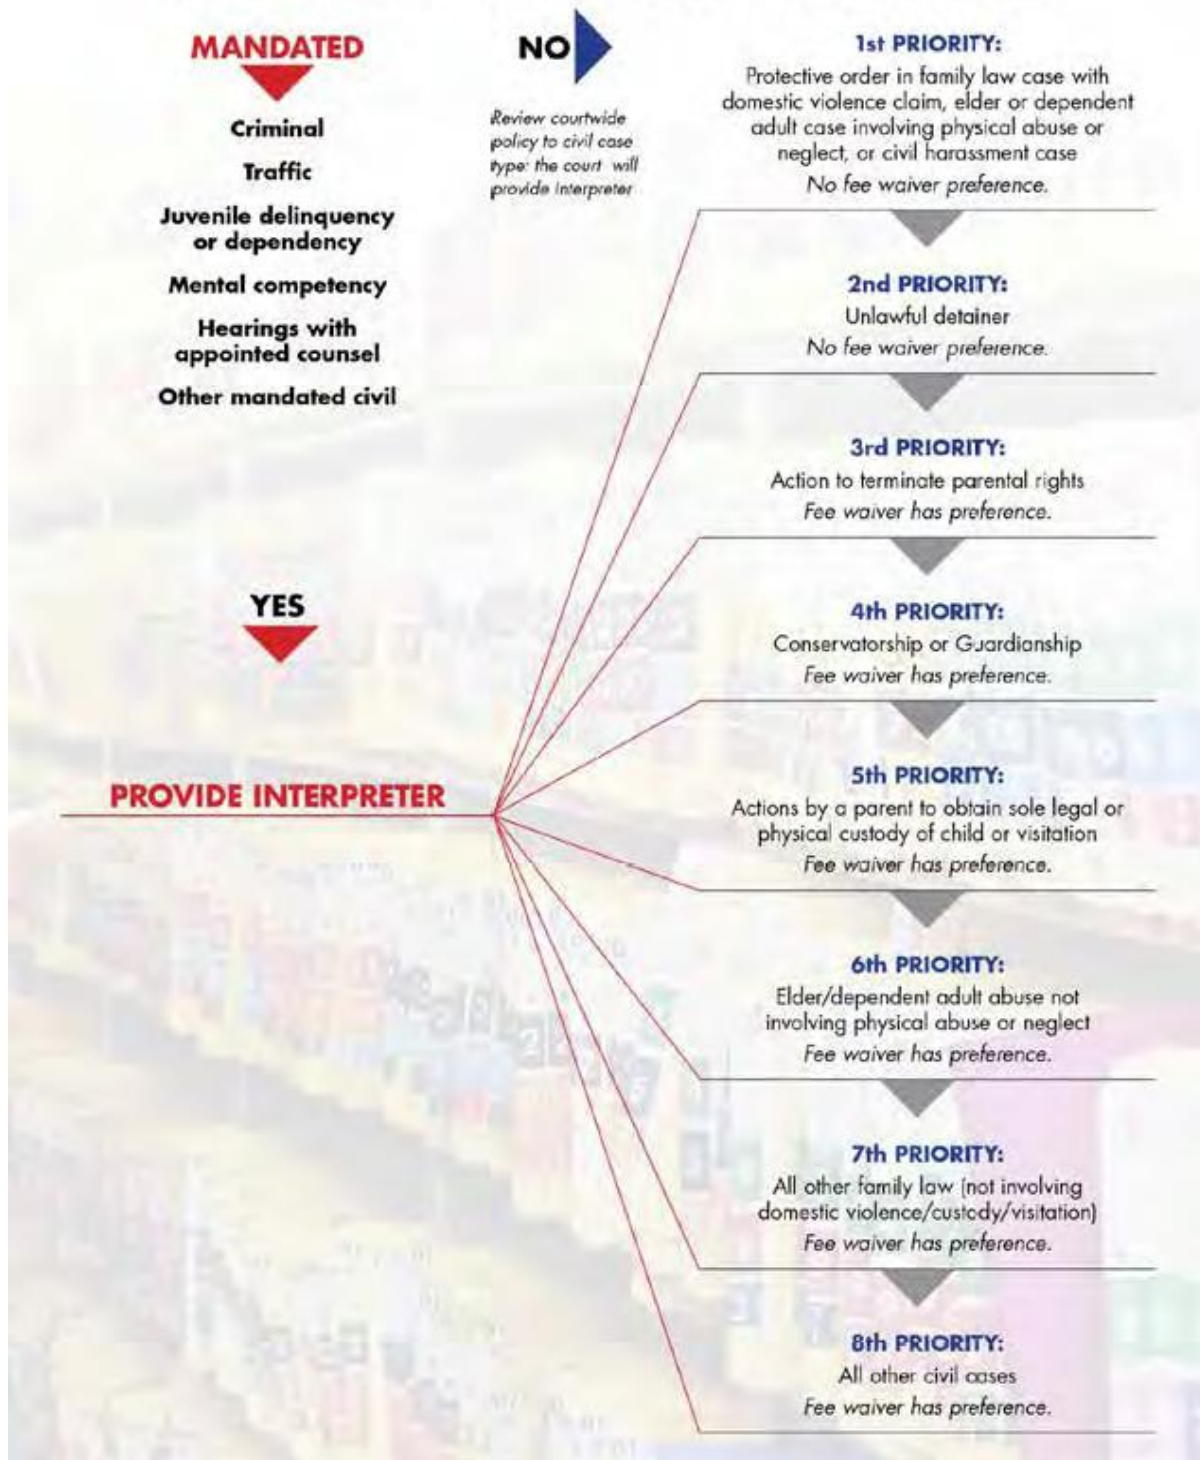 MANDATED
Criminal
Traffic
Juvenile delinquency
or dependency
Mental competency
Hearings with
appointed counsel
Other mandated civil
YES
PROVIDE INTERPRETER
NO
Review courtwide
policy to civil case
type: the court will
provide interpreter
1st PRIORITY:
Protective order in family law case with
domestic violence claim, elder or dependent
adult case involving physical abuse or
neglect, or civil harassment case
No fee waiver preference.
2nd PRIORITY:
Unlawful detainer
No fee waiver preference.
3rd PRIORITY:
Action to terminate parental rights
Fee waiver has preference.
4th PRIORITY:
Conservatorship or Guardianship
Fee waiver has preference.
5th PRIORITY:
Actions by a parent to obtain sole legal or
physical custody of child or visitation
Fee waiver has preference.
6th PRIORITY:
Elder/dependent adult abuse not
involving physical abuse or neglect
Fee waiver has preference.
7th PRIORITY:
All other family law (not involving
domestic violence/custody/visitation)
Fee waiver has preference.
8th PRIORITY:
All other civil cases
Fee waiver has preference.